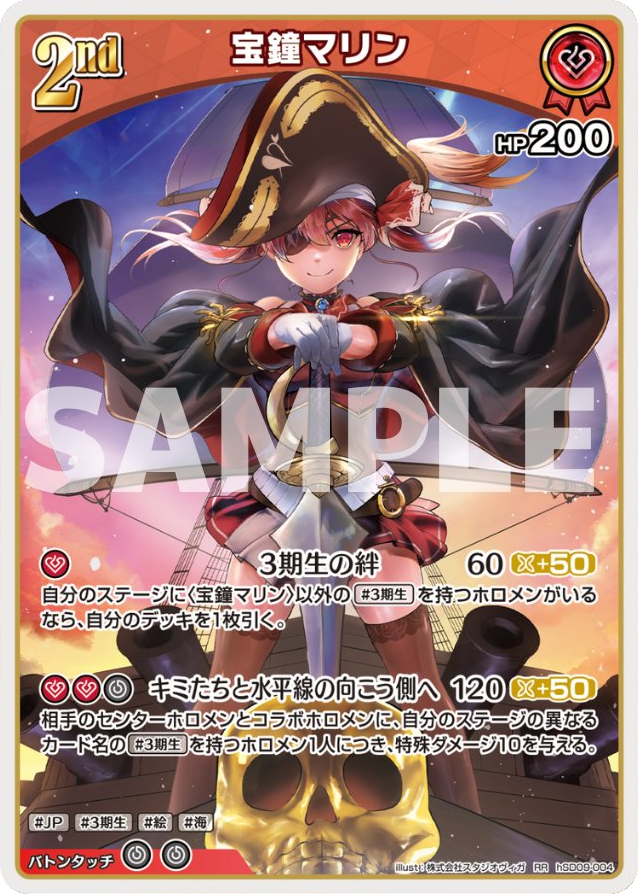 2nd
宝鐘マリン
HP200
SAMPLE
3期生の絆 60 +50
自分のステージに〈宝鐘マリン〉以外の #3期生 を持つホロメンがいる
なら、自分のデッキを1枚引く。
キミたちと水平線の向こう側へ 120 +50
相手のセンターホロメンとコラボホロメンに、自分のステージの異なる
カード名の #3期生 を持つホロメン1人につき、特殊ダメージ10を与える。
#JP #3期生 #絵 #海
バトンタッチ
illust:株式会社スタジオヴィガ RR hSD09-004